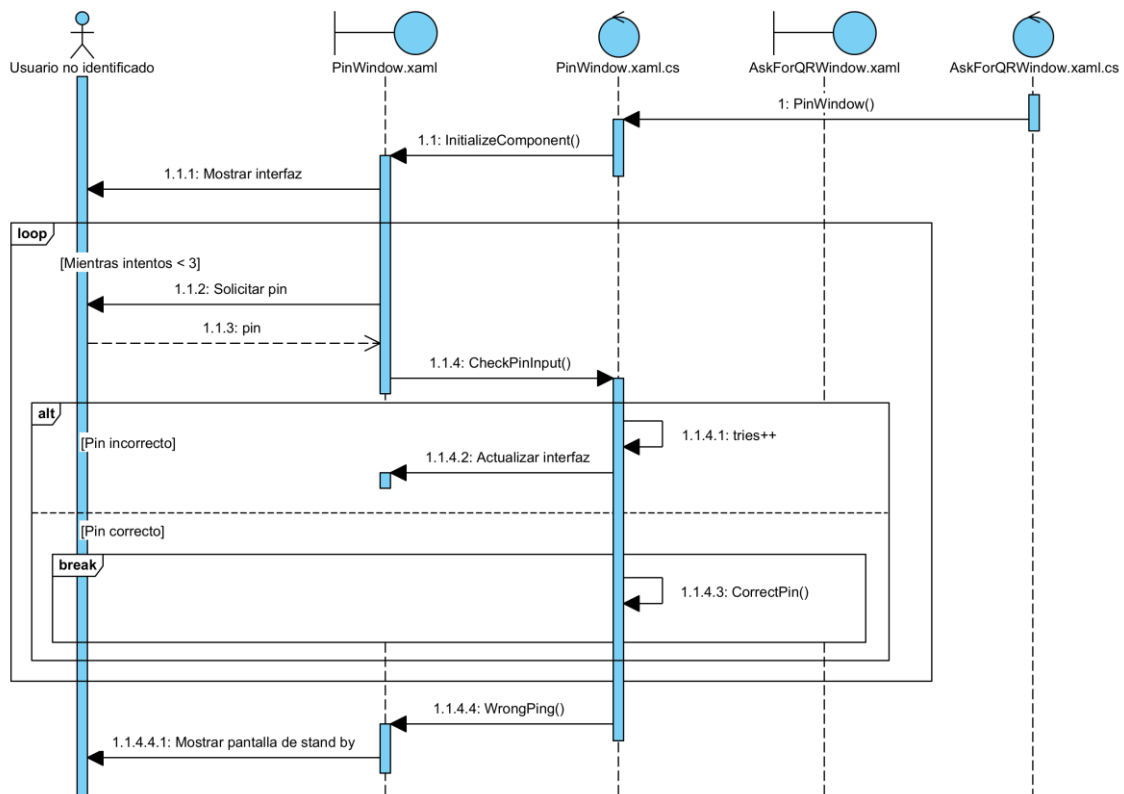 Usuario no identificado
PinWindow.xaml
PinWindow.xaml.cs
AskForQRWindow.xaml
AskForQRWindow.xaml.cs
1: PinWindow()
1.1: InitializeComponent()
1.1.1: Mostrar interfaz
loop
[Mientras intentos < 3]
1.1.2: Solicitar pin
1.1.3: pin
1.1.4: CheckPinInput()
alt
[Pin incorrecto]
1.1.4.1: tries++
1.1.4.2: Actualizar interfaz
[Pin correcto]
break
1.1.4.3: CorrectPin()
1.1.4.4: WrongPing()
1.1.4.4.1: Mostrar pantalla de stand by